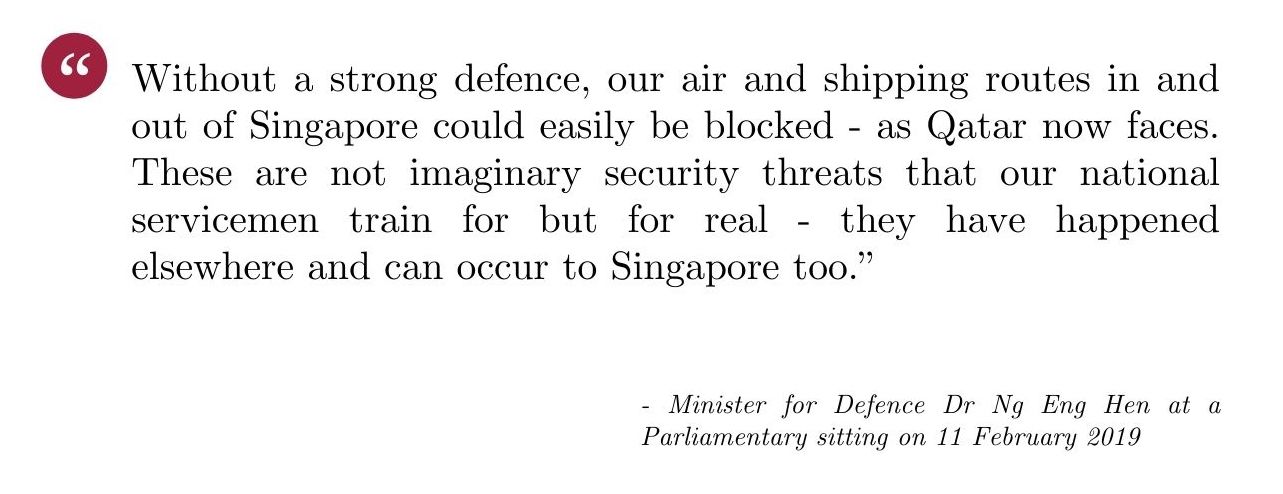 “
Without a strong defence, our air and shipping routes in and
out of Singapore could easily be blocked - as Qatar now faces.
These are not imaginary security threats that our national
servicemen train for but for real - they have happened
elsewhere and can occur to Singapore too.”
- Minister for Defence Dr Ng Eng Hen at a
Parliamentary sitting on 11 February 2019